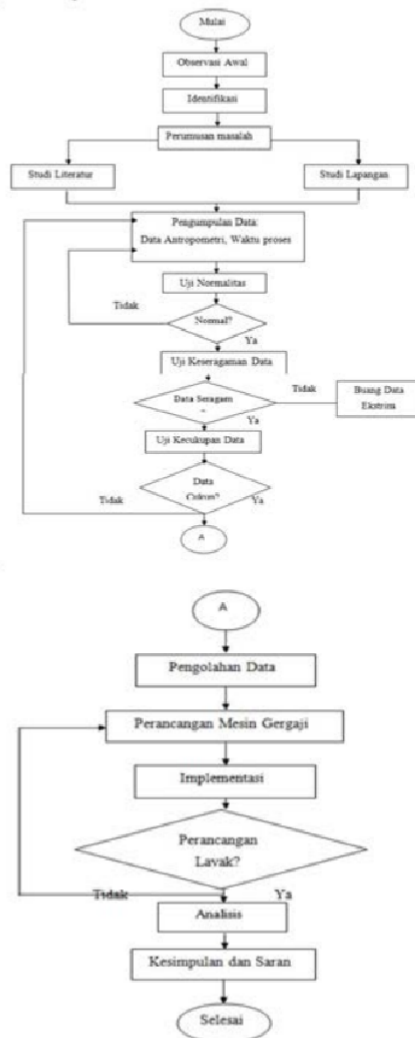 Mulai
Observasi Awal
Identifikasi
Perumusan masalah
Studi Literatur
Studi Lapangan
Pengumpulan Data:
Data Antropometri, Waktu proses
Uji Normalitas
Tidak
Normal?
Ya
Uji Keseragaman Data
Tidak
Data Seragam
Buang Data
Ekstrim
Ya
Uji Kecukupan Data
Data
Cukup?
Tidak
Ya
A
A
Pengolahan Data
Perancangan Mesin Gergaji
Implementasi
Perancangan
Layak?
Tidak
Ya
Analisis
Kesimpulan dan Saran
Selesai